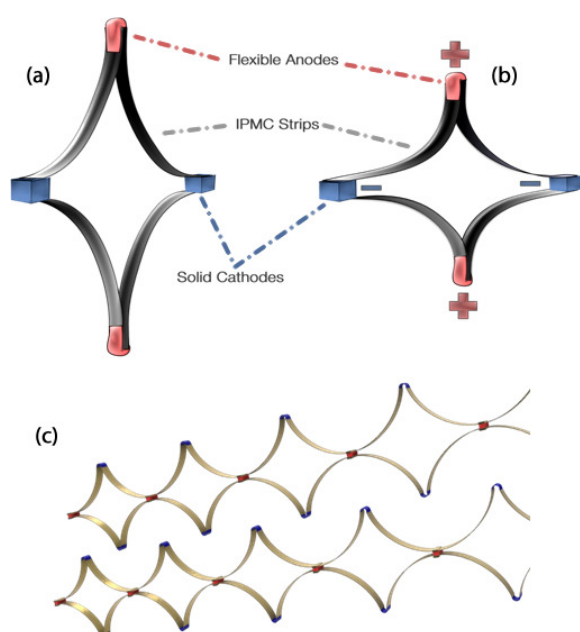 (a)
Flexible Anodes
(b)
IPMC Strips
Solid Cathodes
(c)